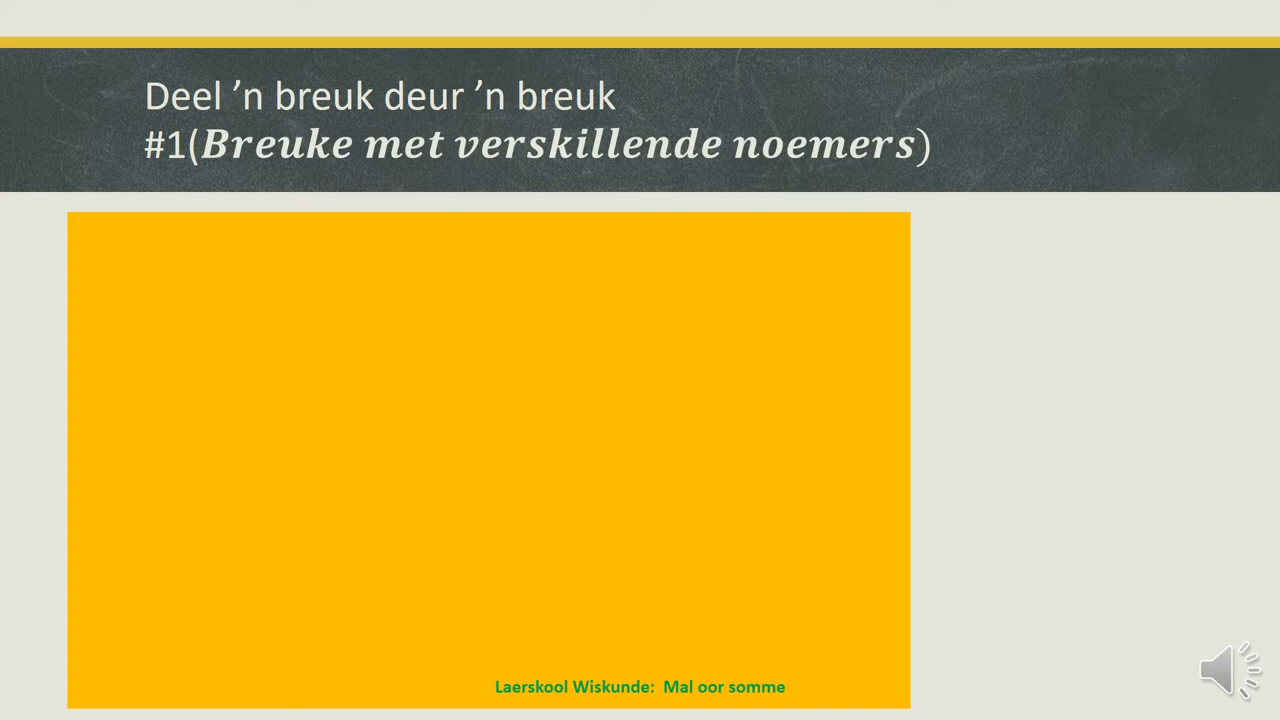 Deel ’n breuk deur ’n breuk
#1(Breuke met verskillende noemers)
Laerskool Wiskunde:  Mal oor somme